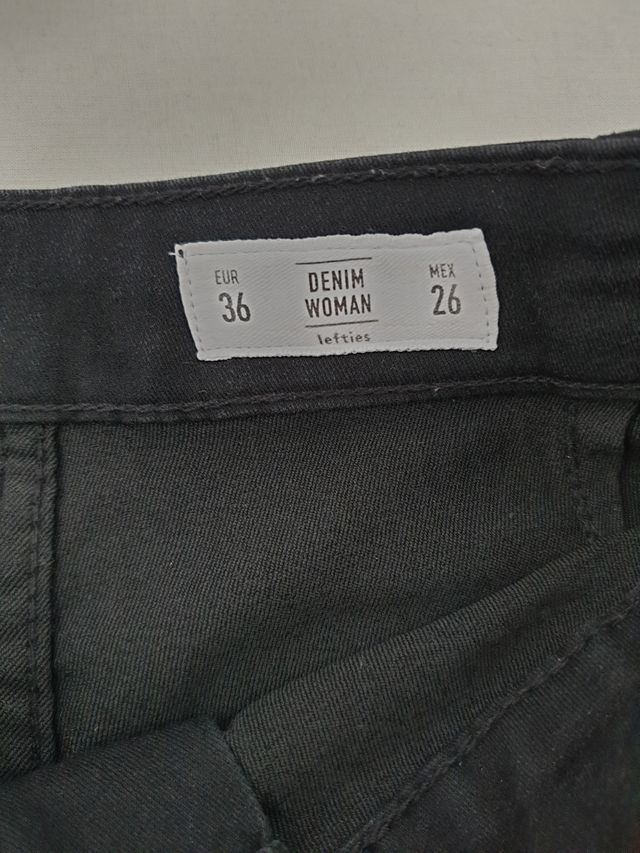 EUR
36
DENIM
WOMAN
lefties
MEX
26